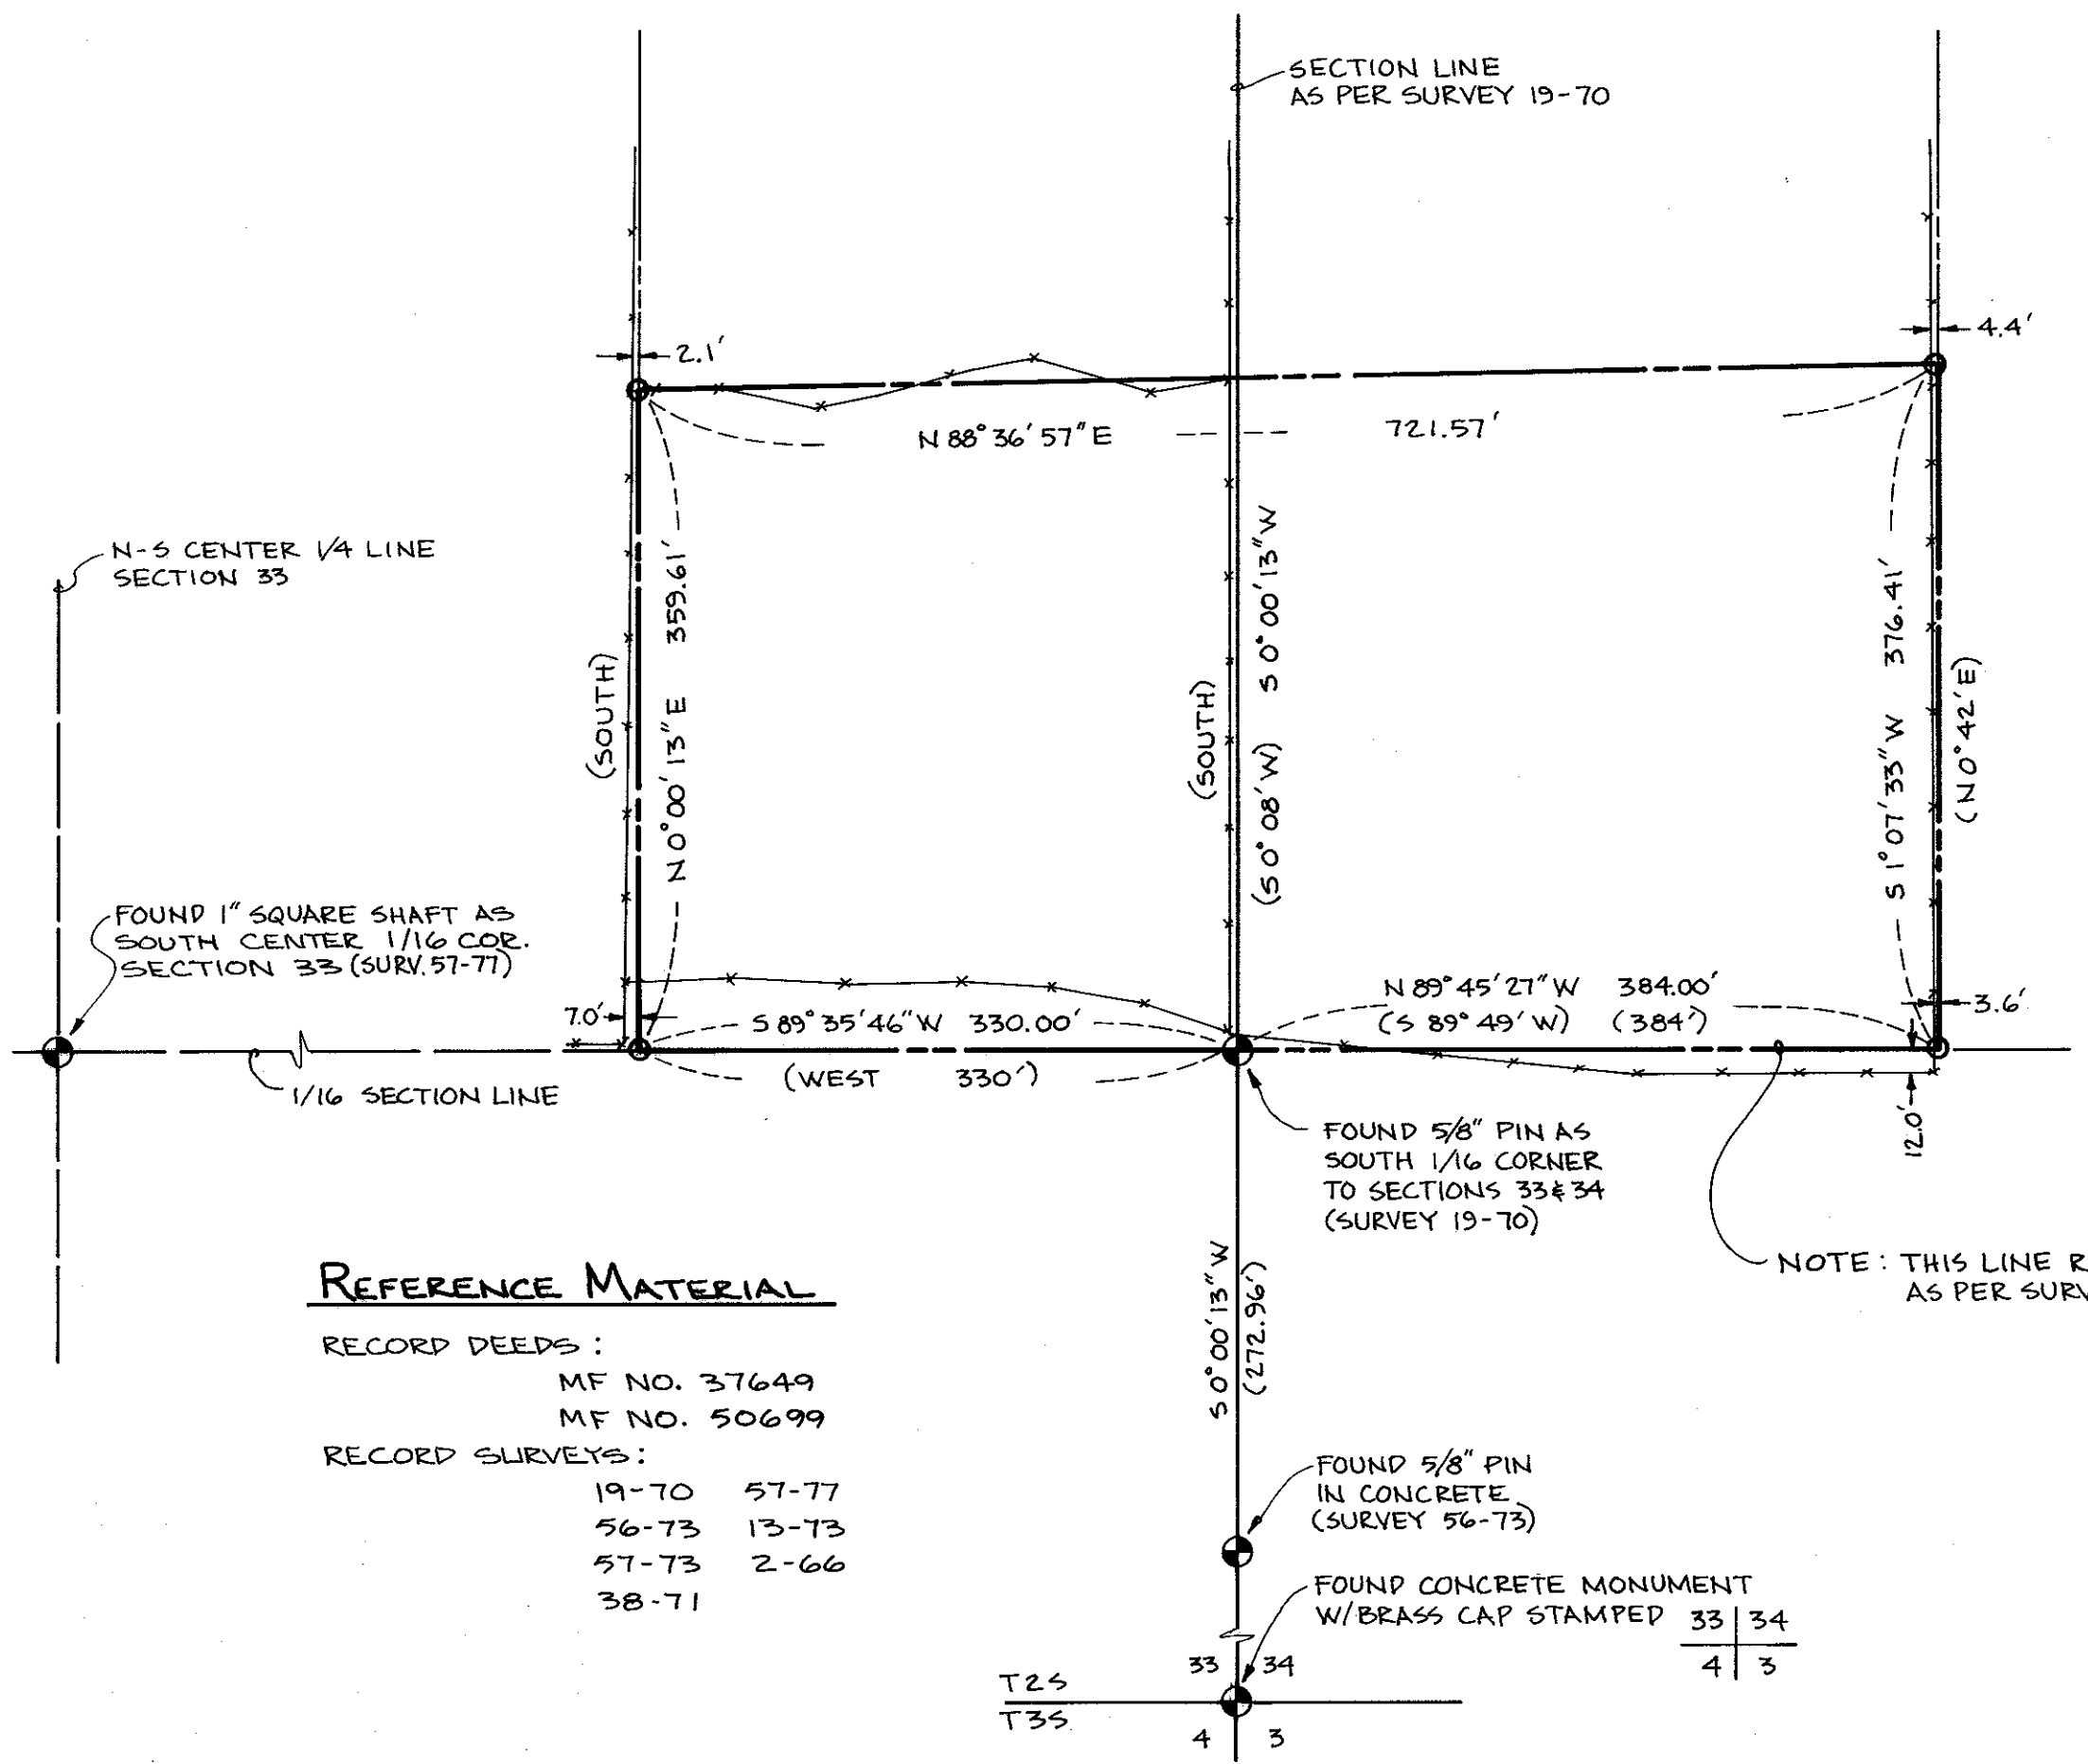 SECTION LINE
AS PER SURVEY 19-70
2.1'
4.4'
N 88° 36' 57" E
721.57'
N-S CENTER 1/4 LINE
SECTION 33
(SOUTH)
N 0° 00' 13" E 359.61'
(SOUTH)
(S 0° 08' W) S 0° 00' 13" W
S 1° 07' 33" W 376.41'
(N 0° 42' E)
FOUND 1" SQUARE SHAFT AS
SOUTH CENTER 1/16 COR.
SECTION 33 (SURV. 57-77)
7.0'
S 89° 35' 46" W 330.00'
(WEST 330')
N 89° 45' 27" W 384.00'
(S 89° 49' W) (384')
3.6'
12.0'
1/16 SECTION LINE
FOUND 5/8" PIN AS
SOUTH 1/16 CORNER
TO SECTIONS 33 & 34
(SURVEY 19-70)
NOTE: THIS LINE R
AS PER SURV
S 0° 00' 13" W
(272.96')
REFERENCE MATERIAL
RECORD DEEDS:
MF NO. 37649
MF NO. 50699
RECORD SURVEYS:
19-70 57-77
56-73 13-73
57-73 2-66
38-71
FOUND 5/8" PIN
IN CONCRETE
(SURVEY 56-73)
FOUND CONCRETE MONUMENT
W/BRASS CAP STAMPED 33 | 34
4 | 3
33 34
T2S
T3S
4 3